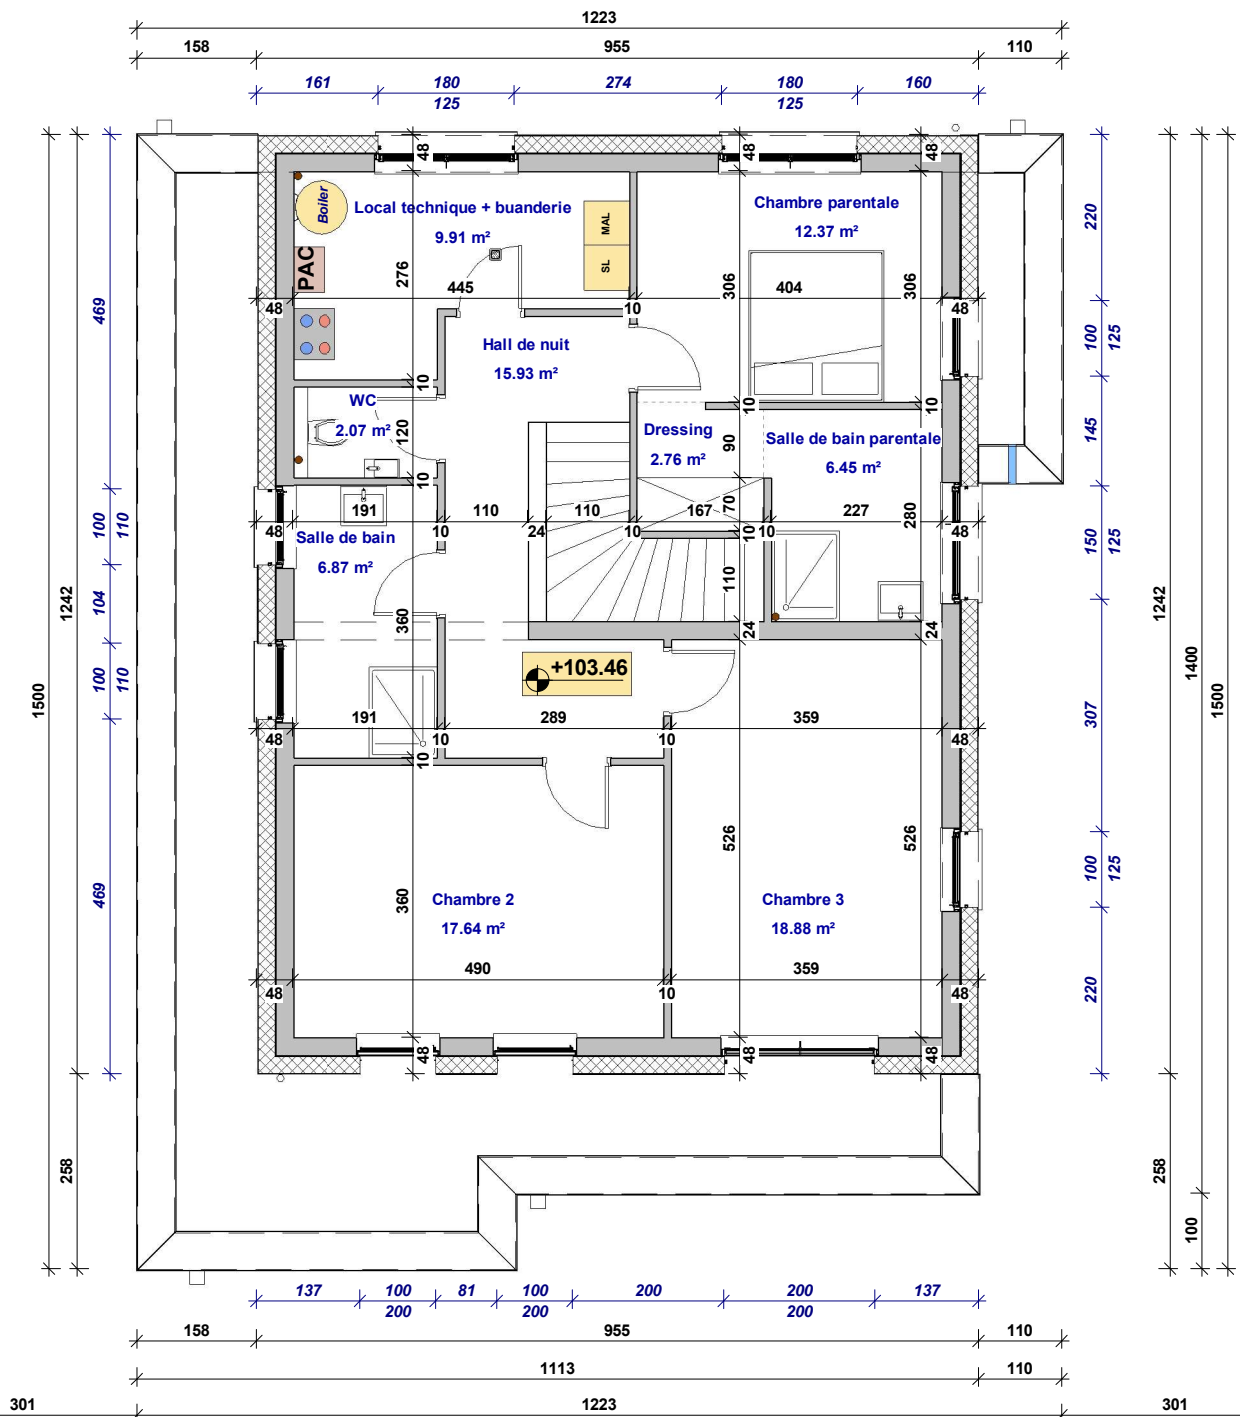 1223
158 955 110
161 180 274 180 160
125 125
48 48 48
Boiler
Local technique + buanderie
9.91 m²
MAL
SL
PAC
276
445
48
10
Chambre parentale
12.37 m²
306
404
306
48
220
100
125
469
Hall de nuit
15.93 m²
10
WC
2.07 m²
120
10
10
10
Dressing
2.76 m²
90
Salle de bain parentale
6.45 m²
145
70
280
191 110 110 167 227
48 10 24 10 10 10 48
100
110
150
125
Salle de bain
6.87 m²
360
110
104
24
24
1242
1500
1242
1400
1500
+103.46
100
110
307
191 289 359
48 10 10 48
10
526
526
100
125
469
360
Chambre 2
17.64 m²
Chambre 3
18.88 m²
490 359
48 10 48
220
48 48 48
258
258
100
137 100 81 100 200 200 137
200 200 200
158 955 110
1113 110
301 1223 301